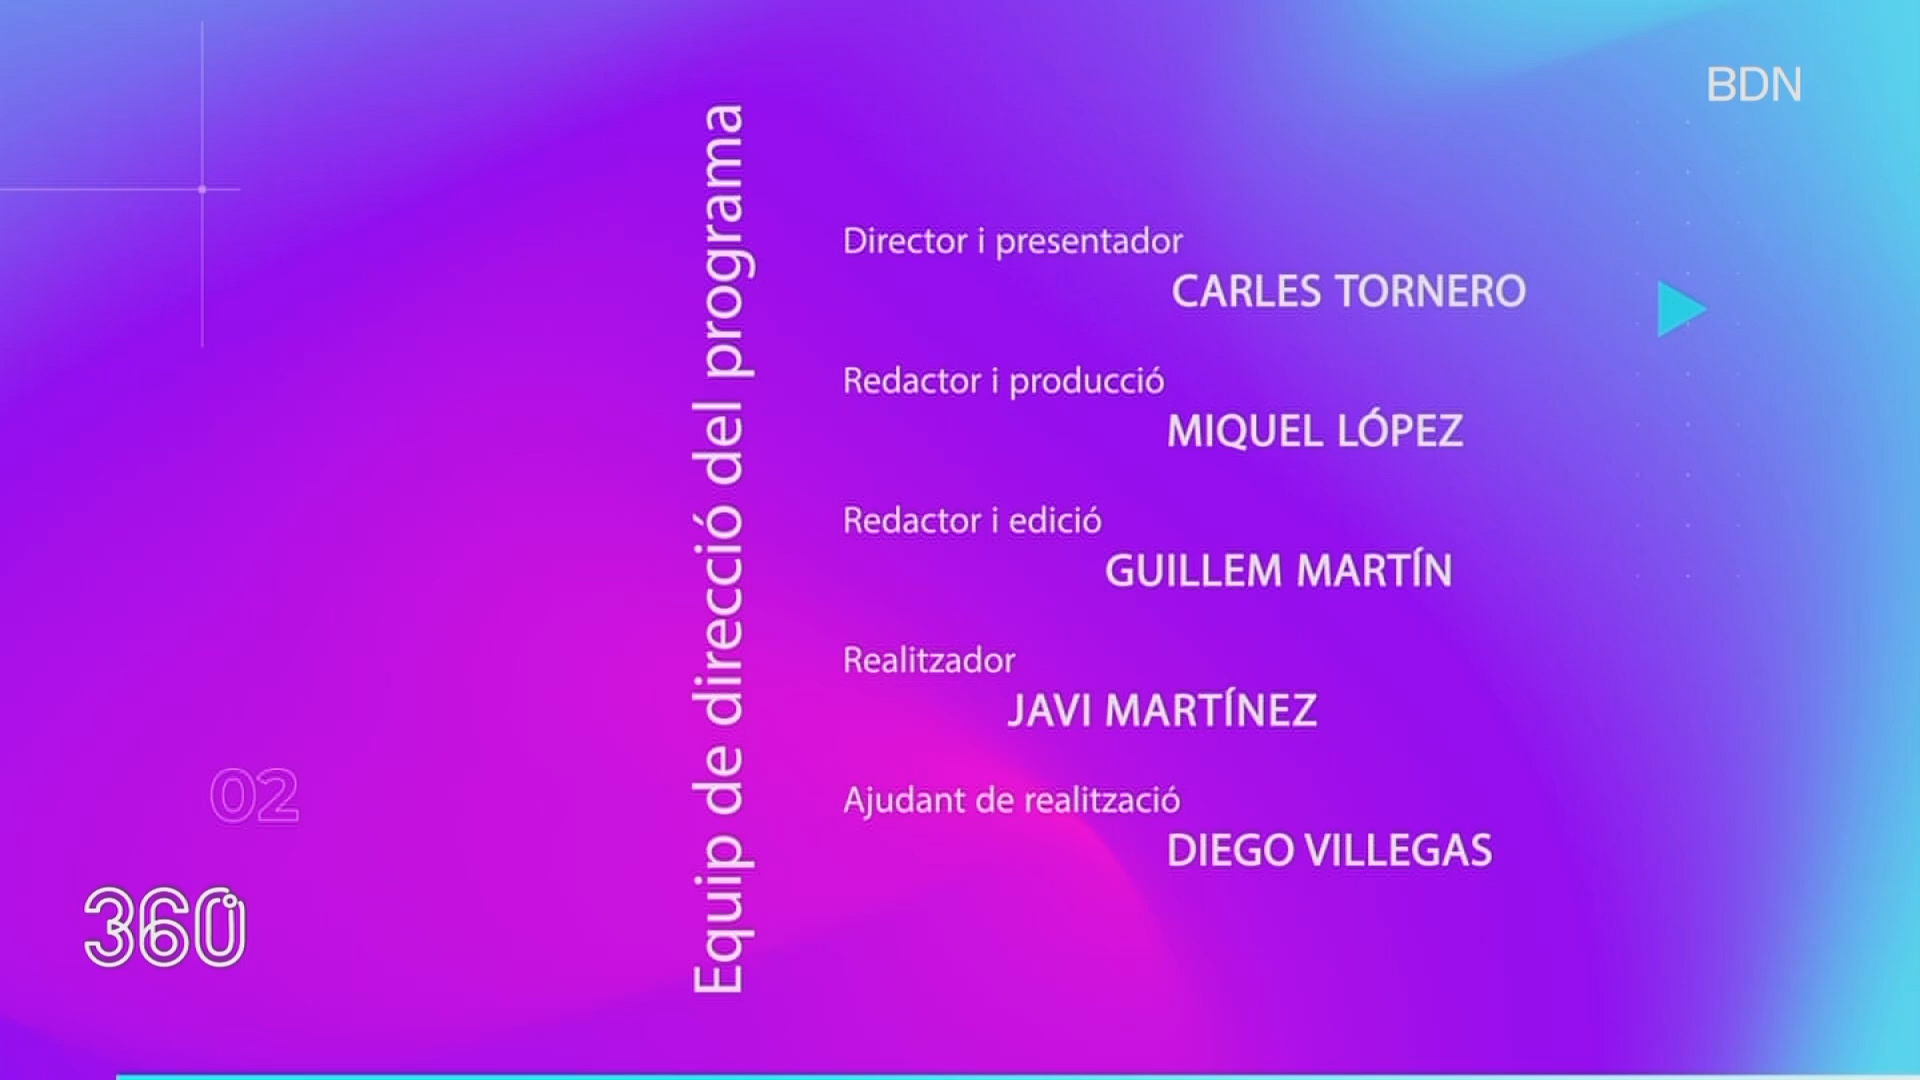 BDN
Equip de direcció del programa
Director i presentador
CARLES TORNERO
Redactor i producció
MIQUEL LÓPEZ
Redactor i edició
GUILLEM MARTÍN
Realitzador
JAVI MARTÍNEZ
Ajudant de realització
DIEGO VILLEGAS
02
360°